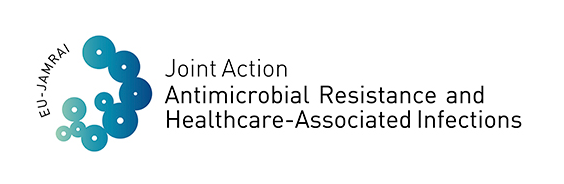 EU-JAMRAI
Joint Action
Antimicrobial Resistance and
Healthcare-Associated Infections